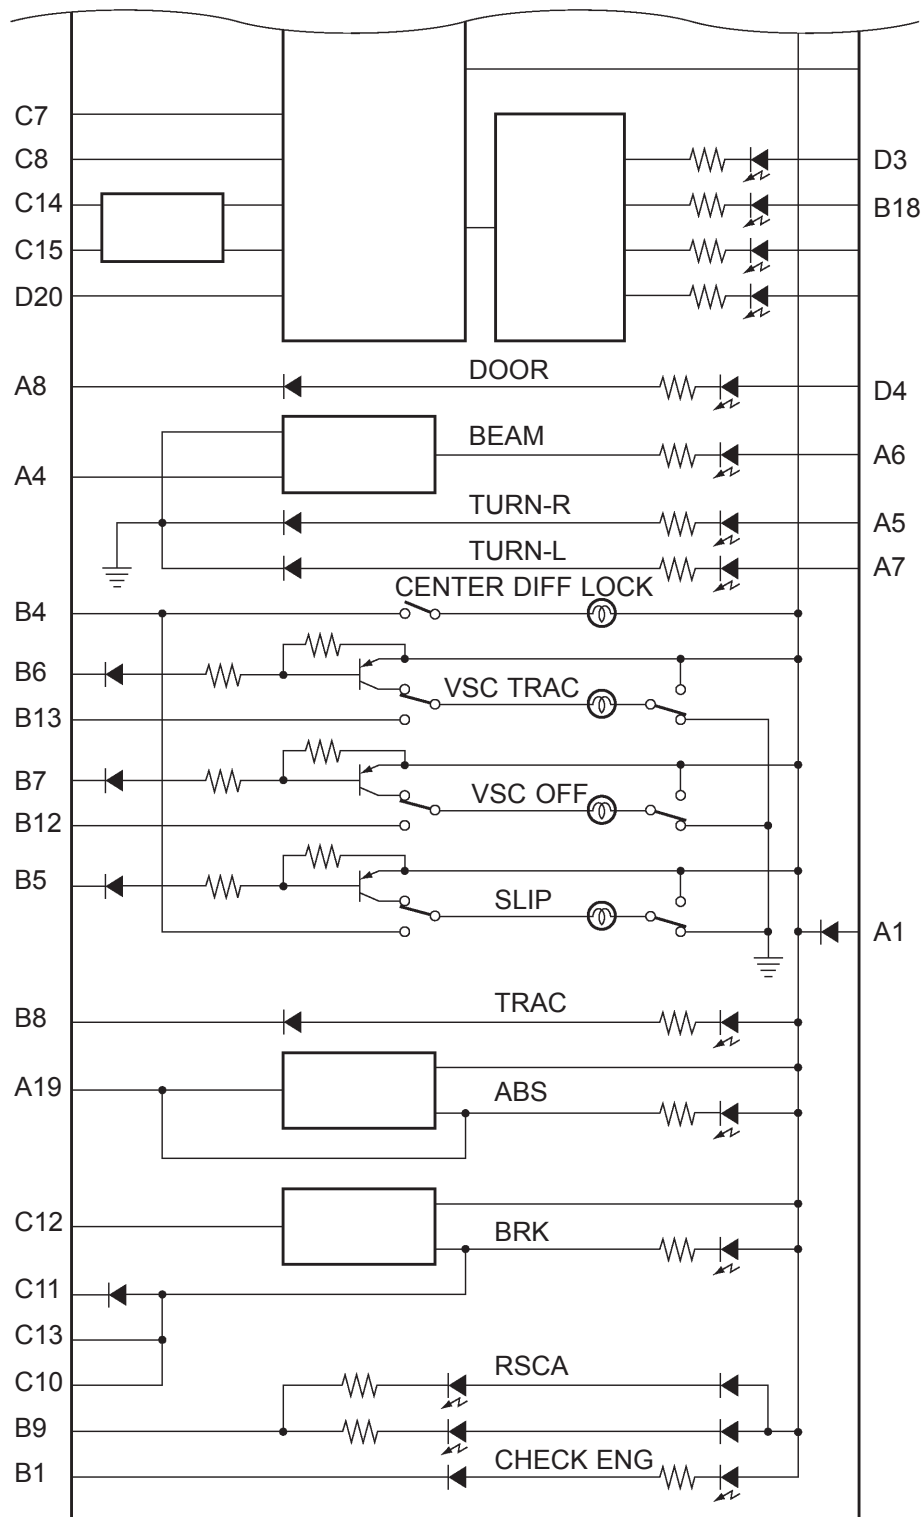 C7
C8
D3
C14
B18
C15
D20
DOOR
A8
D4
BEAM
A6
A4
TURN-R
A5
TURN-L
A7
CENTER DIFF LOCK
B4
B6
VSC TRAC
B13
B7
VSC OFF
B12
B5
SLIP
A1
TRAC
B8
A19
ABS
C12
BRK
C11
C13
RSCA
C10
B9
CHECK ENG
B1